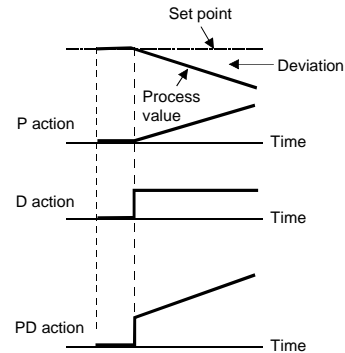 Set point
Deviation
Process
value
P action
Time
D action
Time
PD action
Time